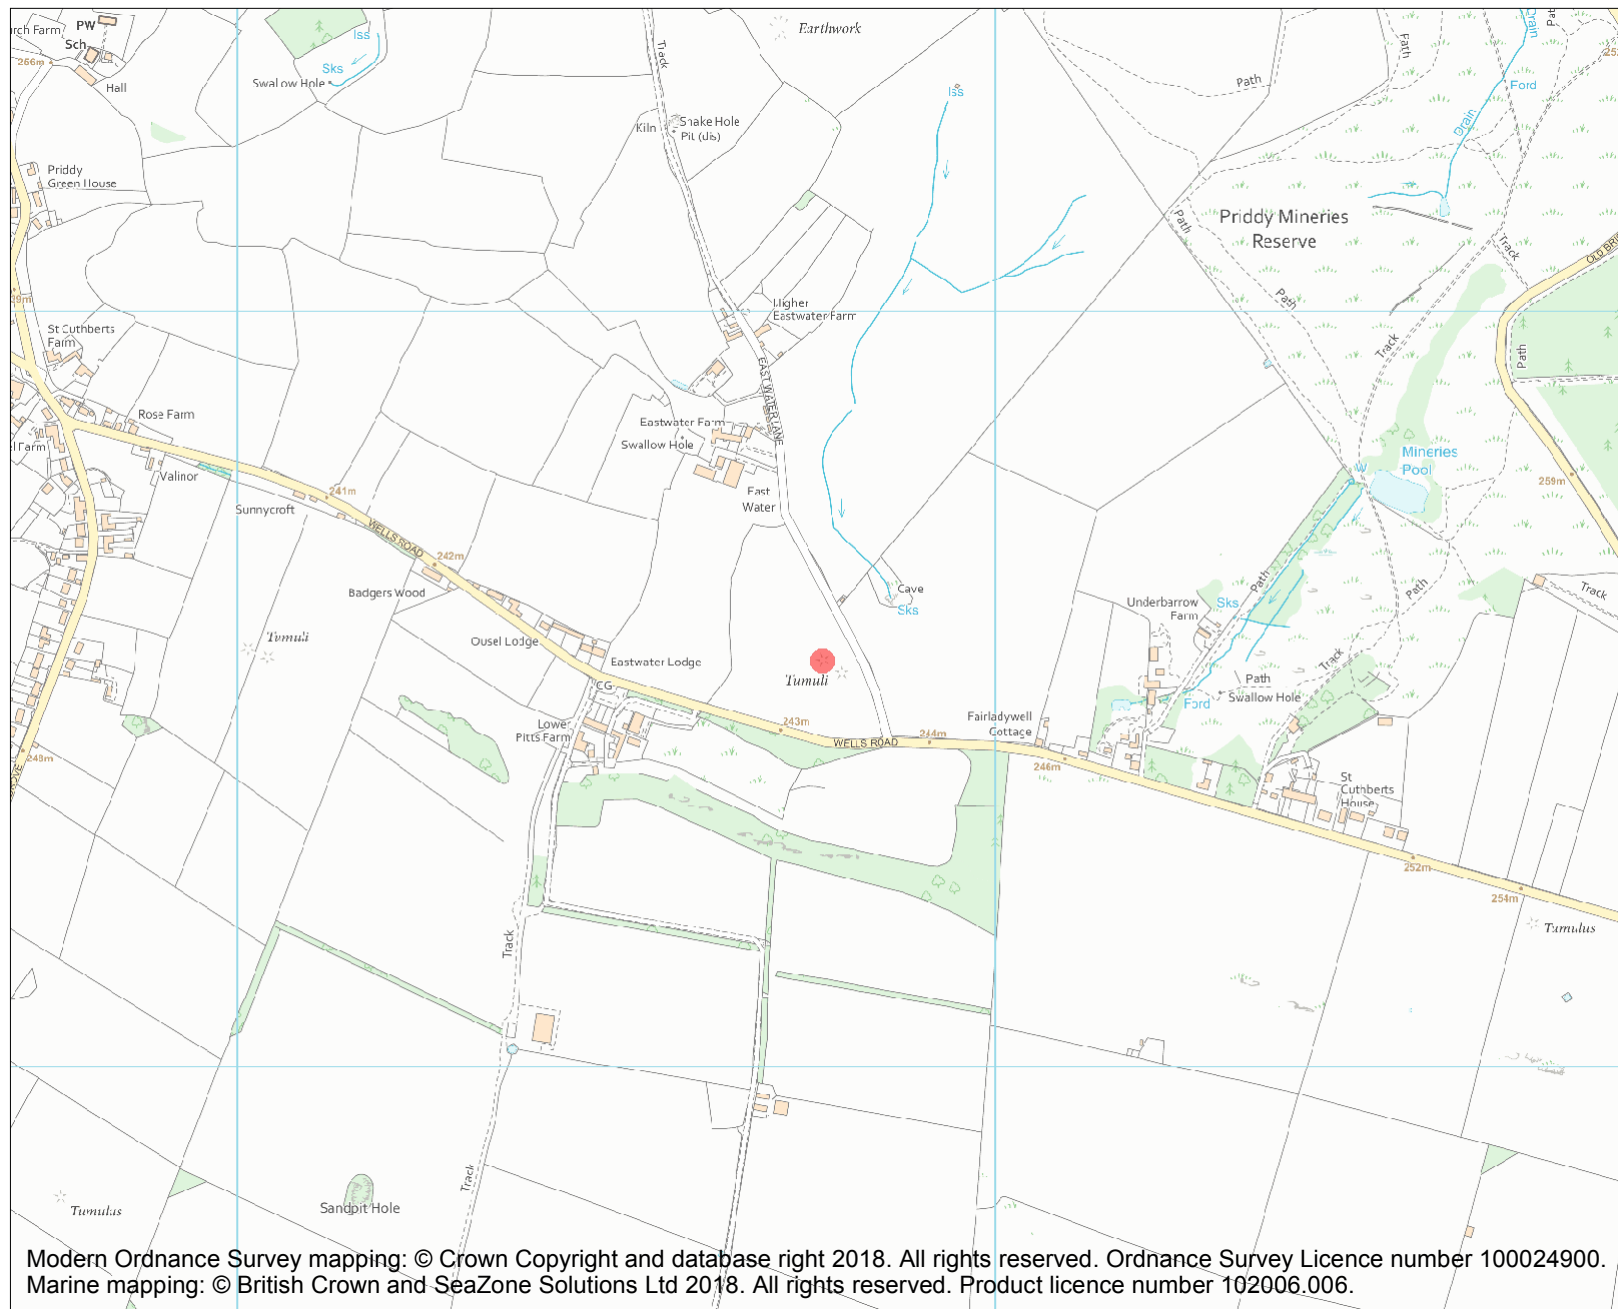 PW
Sch
266m
Hall
Iss
Sks
Swallow Hole
Track
Earthwork
Kiln
Snake Hole
Pit (dis)
Iss
Path
Path
Drain
Path
Ford
Drain
Priddy
Green House
Priddy Mineries
Reserve
Path
Track
Path
Higher
Eastwater Farm
St Cuthberts
Farm
EAST WATER LANE
Track
Path
Rose Farm
Eastwater Farm
Swallow Hole
Valinor
241m
Sunnycroft
East
Water
W
Mineries
Pool
259m
WELLS ROAD
242m
Badgers Wood
Cave
Sks
Path
Path
Track
Underbarrow
Farm
Sks
Tumuli
Ousel Lodge
Eastwater Lodge
CG
Tumuli
Track
Path
Swallow Hole
Ford
Lower
Pitts Farm
243m
WELLS ROAD
244m
Fairladywell
Cottage
246m
248m
St
Cuthberts
House
252m
254m
Tumulus
Track
Track
Tumulus
Sandpit Hole
Modern Ordnance Survey mapping: © Crown Copyright and database right 2018. All rights reserved. Ordnance Survey Licence number 100024900.
Marine mapping: © British Crown and SeaZone Solutions Ltd 2018. All rights reserved. Product licence number 102006.006.